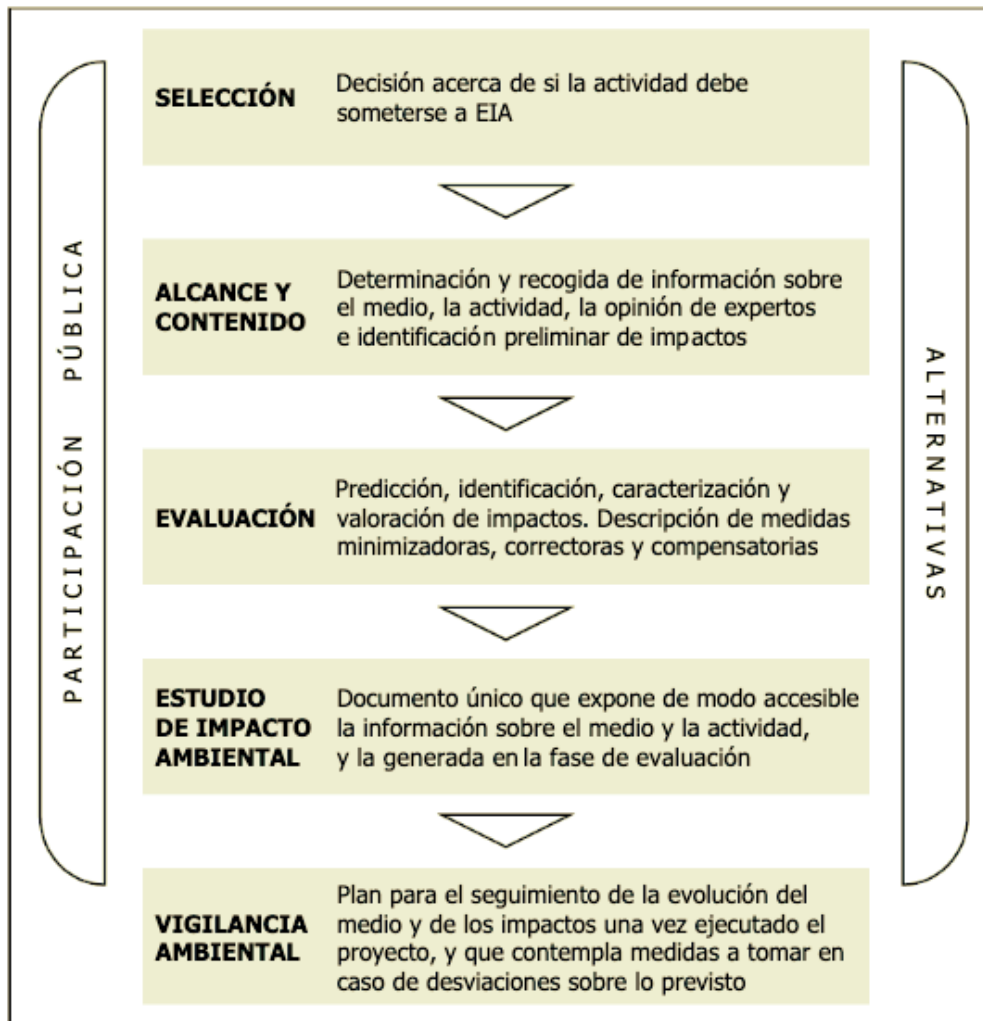 PARTICIPACIÓN PÚBLICA
SELECCIÓN
Decisión acerca de si la actividad debe
someterse a EIA
ALCANCE Y
CONTENIDO
Determinación y recogida de información sobre
el medio, la actividad, la opinión de expertos
e identificación preliminar de impactos
EVALUACIÓN
Predicción, identificación, caracterización y
valoración de impactos. Descripción de medidas
minimizadoras, correctoras y compensatorias
ESTUDIO
DE IMPACTO
AMBIENTAL
Documento único que expone de modo accesible
la información sobre el medio y la actividad,
y la generada en la fase de evaluación
VIGILANCIA
AMBIENTAL
Plan para el seguimiento de la evolución del
medio y de los impactos una vez ejecutado el
proyecto, y que contempla medidas a tomar en
caso de desviaciones sobre lo previsto
ALTERNATIVAS